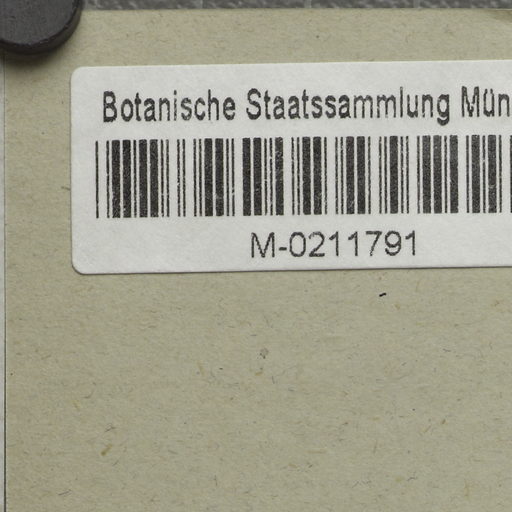 Botanische Staatssammlung Mün
M-0211791